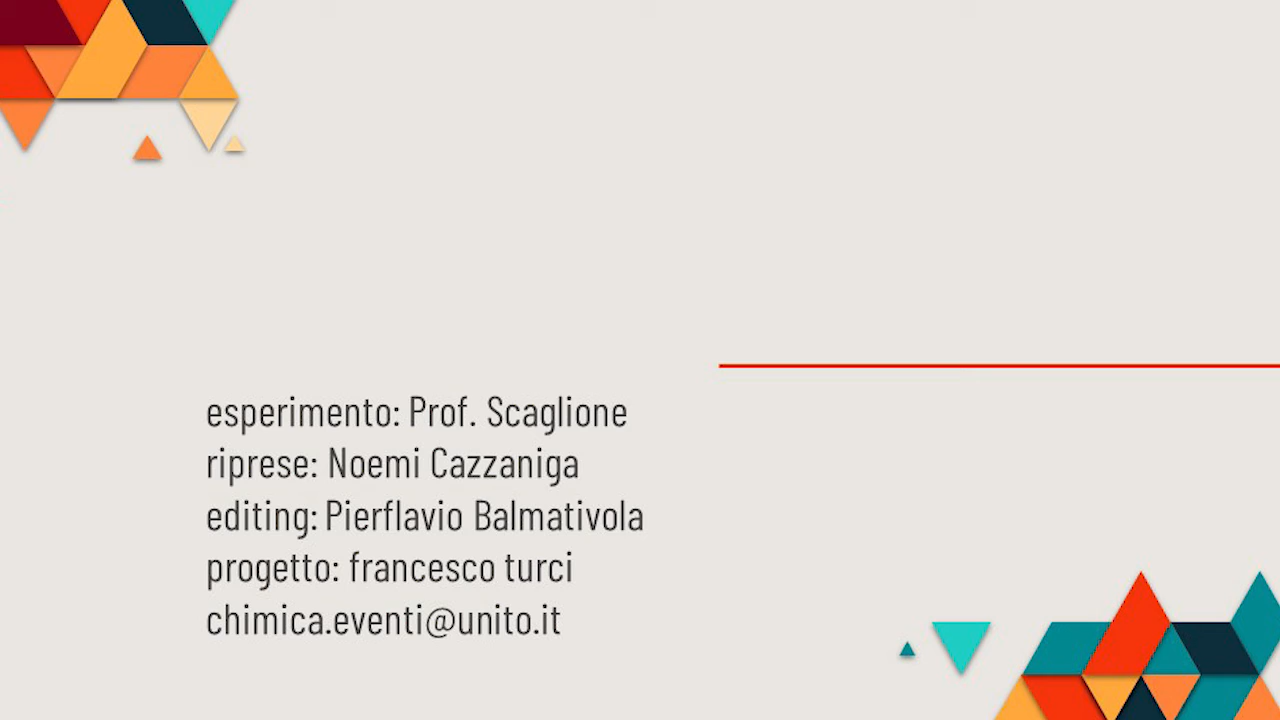 esperimento: Prof. Scaglione
riprese: Noemi Cazzaniga
editing: Pierflavio Balmativola
progetto: francesco turci
chimica.eventi@unito.it